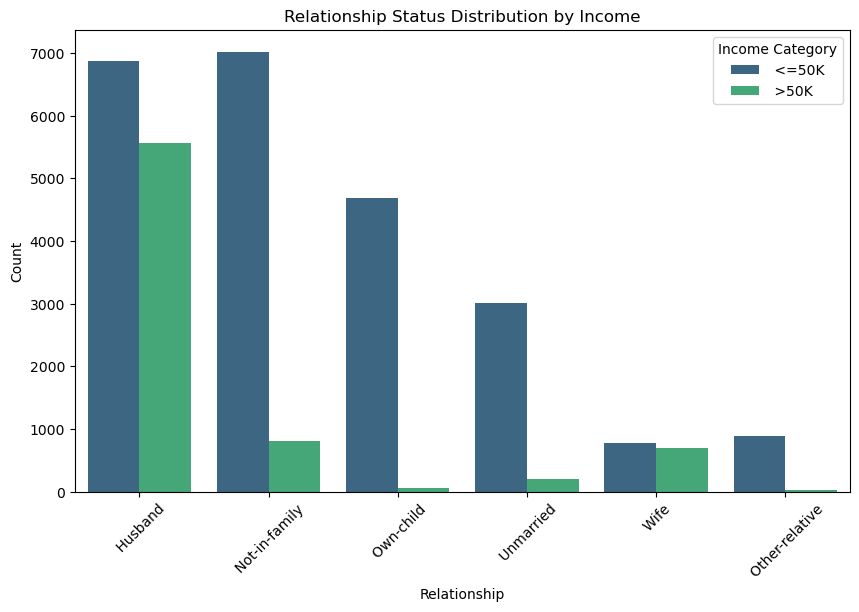 Relationship Status Distribution by Income
Income Category
<=50K
>50K
7000
6000
5000
4000
3000
2000
1000
0
Count
Husband
Not-in-family
Own-child
Unmarried
Wife
Other-relative
Relationship